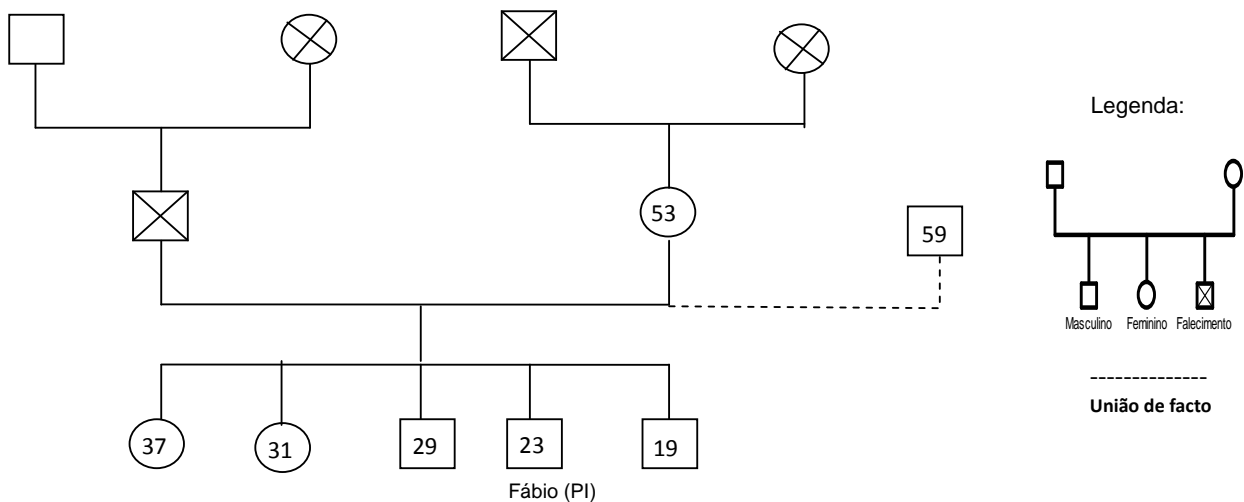 Legenda:
53
59
Masculino Feminino Falecimento
União de facto
37 31 29 23 19
Fábio (PI)